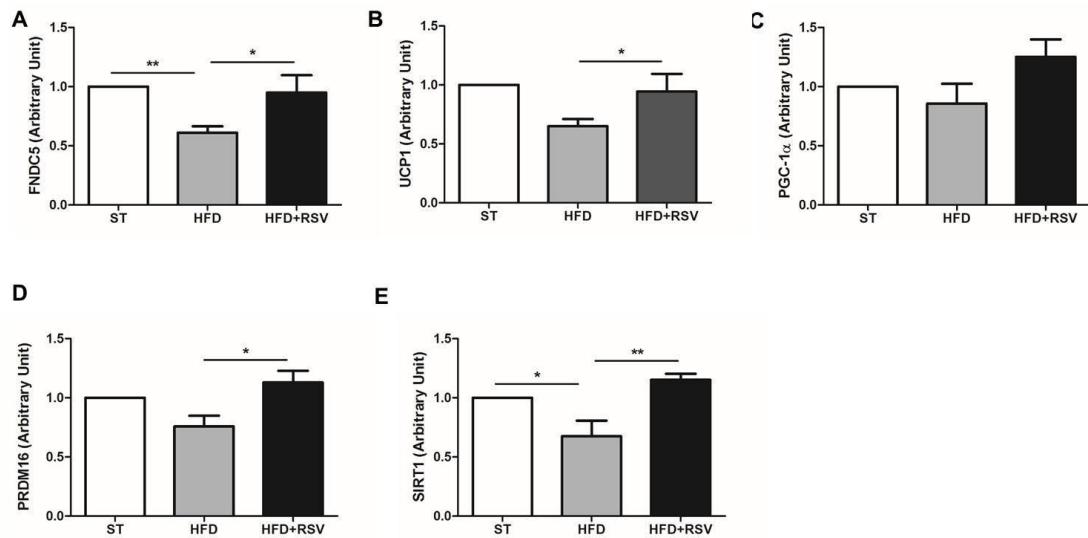 A
FNDC5 (Arbitrary Unit)
1.5
1.0
0.5
0.0
**
*
ST HFD HFD+RSV
B
UCP1 (Arbitrary Unit)
1.5
1.0
0.5
0.0
*
ST HFD HFD+RSV
C
PGC-1α (Arbitrary Unit)
1.5
1.0
0.5
0.0
ST HFD HFD+RSV
D
PRDM16 (Arbitrary Unit)
1.5
1.0
0.5
0.0
*
ST HFD HFD+RSV
E
SIRT1 (Arbitrary Unit)
1.5
1.0
0.5
0.0
*
**
ST HFD HFD+RSV